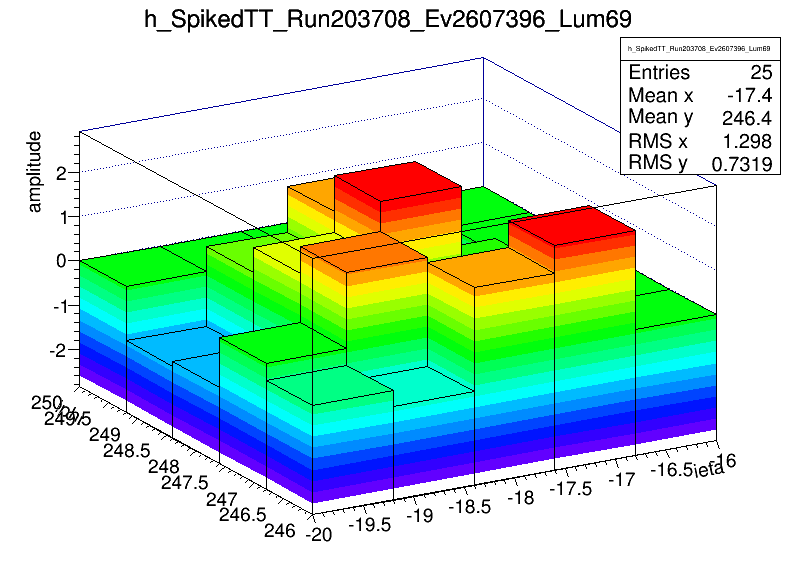 h_SpikedTT_Run203708_Ev2607396_Lum69
h_SpikedTT_Run203708_Ev2607396_Lum69
Entries 25
Mean x -17.4
Mean y 246.4
RMS x 1.298
RMS y 0.7319
amplitude
2
1
0
-1
-2
250
249.5
249
248.5
248
247.5
247
246.5
246
-20
-19.5
-19
-18.5
-18
-17.5
-17
-16.5
-16
ieta